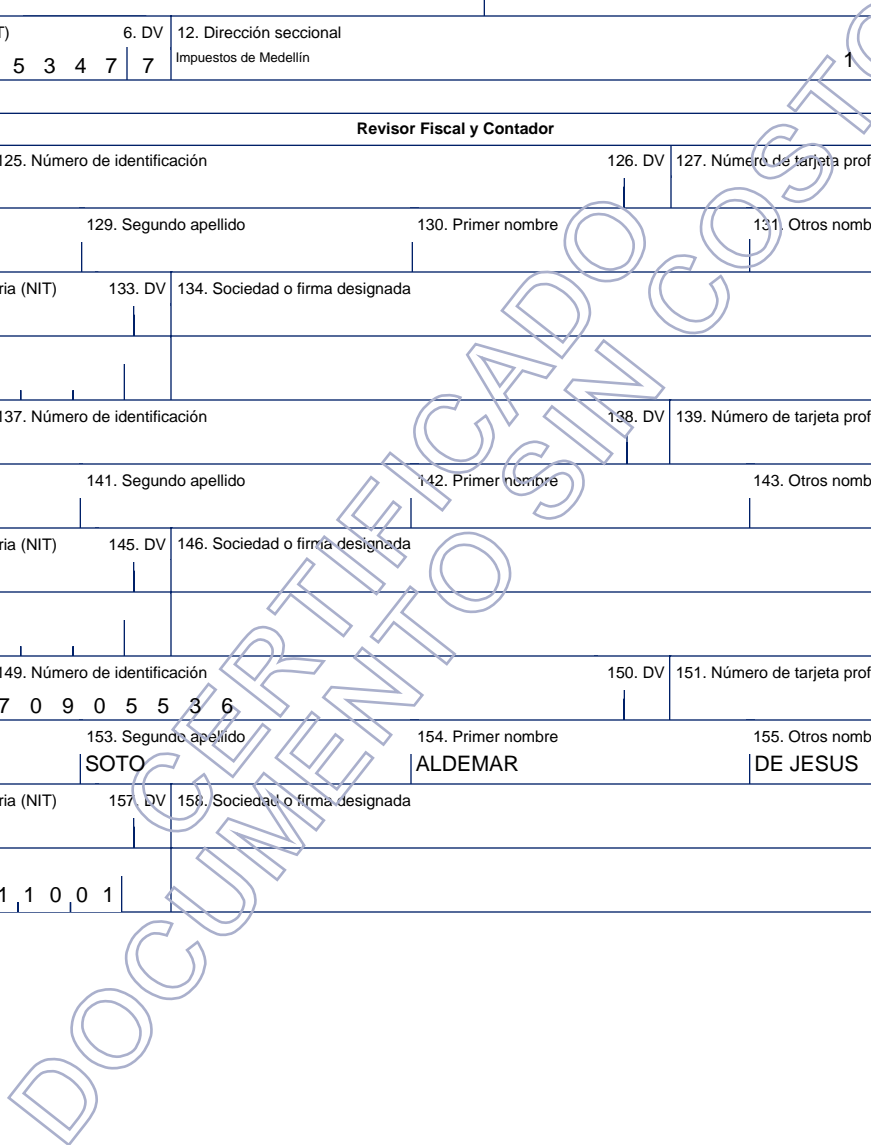 T) 6. DV 12. Dirección seccional
5 3 4 7 7 Impuestos de Medellín 1
Revisor Fiscal y Contador
125. Número de identificación 126. DV 127. Número de tarjeta prof
129. Segundo apellido 130. Primer nombre 131. Otros nomb
ria (NIT) 133. DV 134. Sociedad o firma designada
137. Número de identificación 138. DV 139. Número de tarjeta prof
141. Segundo apellido 142. Primer nombre 143. Otros nomb
ria (NIT) 145. DV 146. Sociedad o firma designada
149. Número de identificación 150. DV 151. Número de tarjeta prof
7 0 9 0 5 5 3 6
153. Segundo apellido 154. Primer nombre 155. Otros nomb
SOTO ALDEMAR DE JESUS
ria (NIT) 157. DV 158. Sociedad o firma designada
1 1 0 0 1
CERTIFICADO
DOCUMENTO SIN COSTO